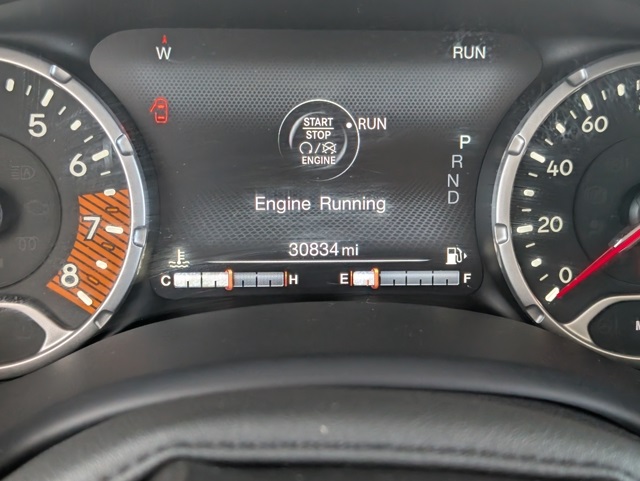 W RUN
START
STOP
ENGINE
RUN
P
R
N
D
Engine Running
30834 mi
C H E F
5
6
7
8
60
40
20
0